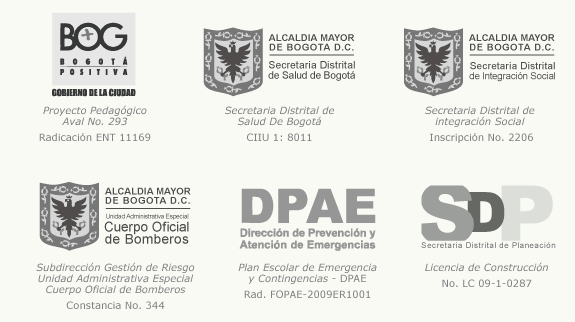 BOG
BOGOTÁ
POSITIVA
GOBIERNO DE LA CIUDAD
Proyecto Pedagógico
Aval No. 293
Radicación ENT 11169
ALCALDIA MAYOR
DE BOGOTA D.C.
Secretaria Distrital
de Salud de Bogotá
Secretaria Distrital de
Salud De Bogotá
CIIU 1: 8011
ALCALDIA MAYOR
DE BOGOTA D.C.
Secretaria Distrital
de Integración Social
Secretaria Distrital de
integración Social
Inscripción No. 2206
ALCALDIA MAYOR
DE BOGOTA D.C.
Unidad Administrativa Especial
Cuerpo Oficial
de Bomberos
Subdirección Gestión de Riesgo
Unidad Administrativa Especial
Cuerpo Oficial de Bomberos
Constancia No. 344
DPAE
Dirección de Prevención y
Atención de Emergencias
Plan Escolar de Emergencia
y Contingencias - DPAE
Rad. FOPAE-2009ER1001
SDP
Secretaria Distrital de Planeación
Licencia de Construcción
No. LC 09-1-0287